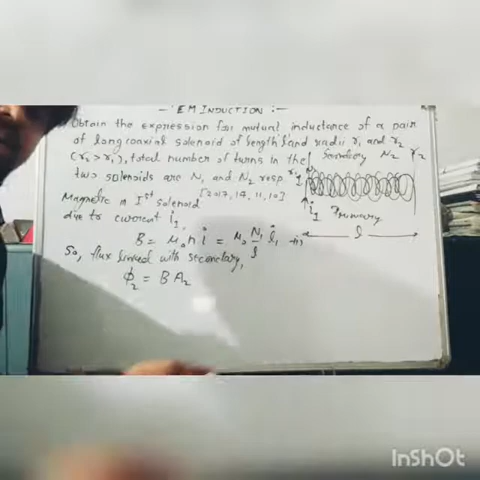 - : EM INDUCTION : -
Obtain the expression for mutual inductance of a pair
of long coaxial solenoid of length l and radii r₁ and r₂
(r₂ > r₁), total number of turns in the
two solenoids are N₁ and N₂ resp.
[2017, 14, 11, 10]
Magnetic in Ist solenoid
due to current i₁,
B = μ₀ n i = μ₀ N₁/l i₁ -(i)
So, flux linked with secondary,
ϕ₂ = B A₂
Secondary N₂ r₂
r₁
i₁ Primary
l
InShOt